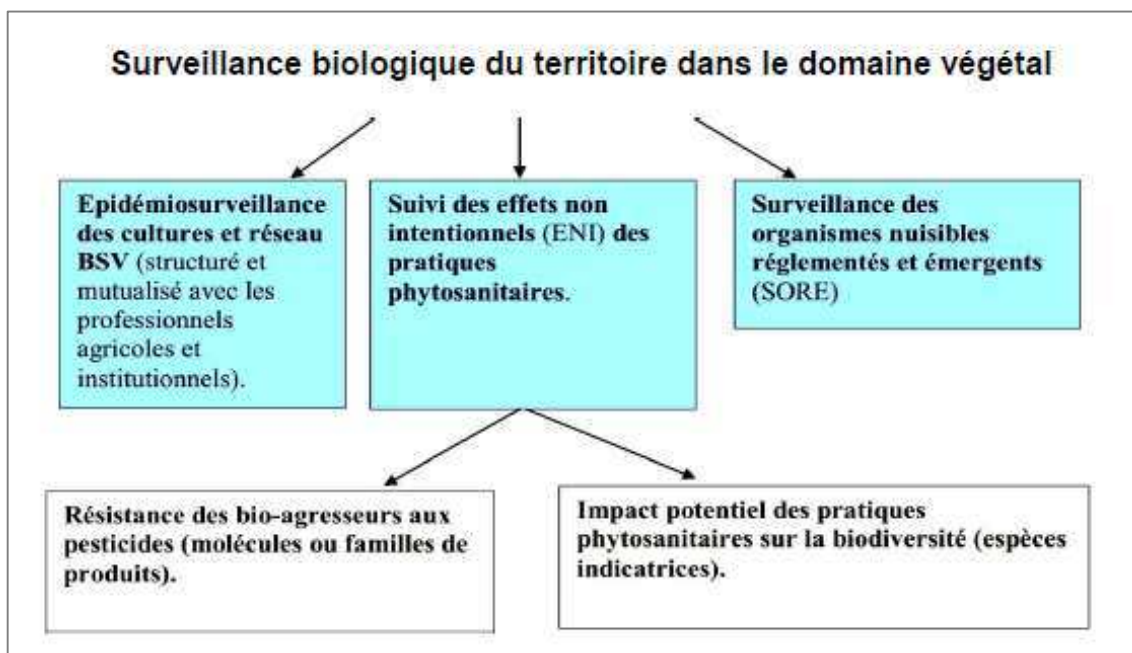 Surveillance biologique du territoire dans le domaine végétal
Epidémiosurveillance
des cultures et réseau
BSV (structuré et
mutualisé avec les
professionnels
agricoles et
institutionnels).
Suivi des effets non
intentionnels (ENI) des
pratiques
phytosanitaires.
Surveillance des
organismes nuisibles
réglementés et émergents
(SORE)
Résistance des bio-agresseurs aux
pesticides (molécules ou familles de
produits).
Impact potentiel des pratiques
phytosanitaires sur la biodiversité (espèces
indicatrices).